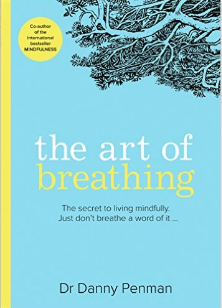 Co-author
of the
international
bestseller
MINDFULNESS
the art of
breathing
The secret to living mindfully.
Just don't breathe a word of it ...
Dr Danny Penman